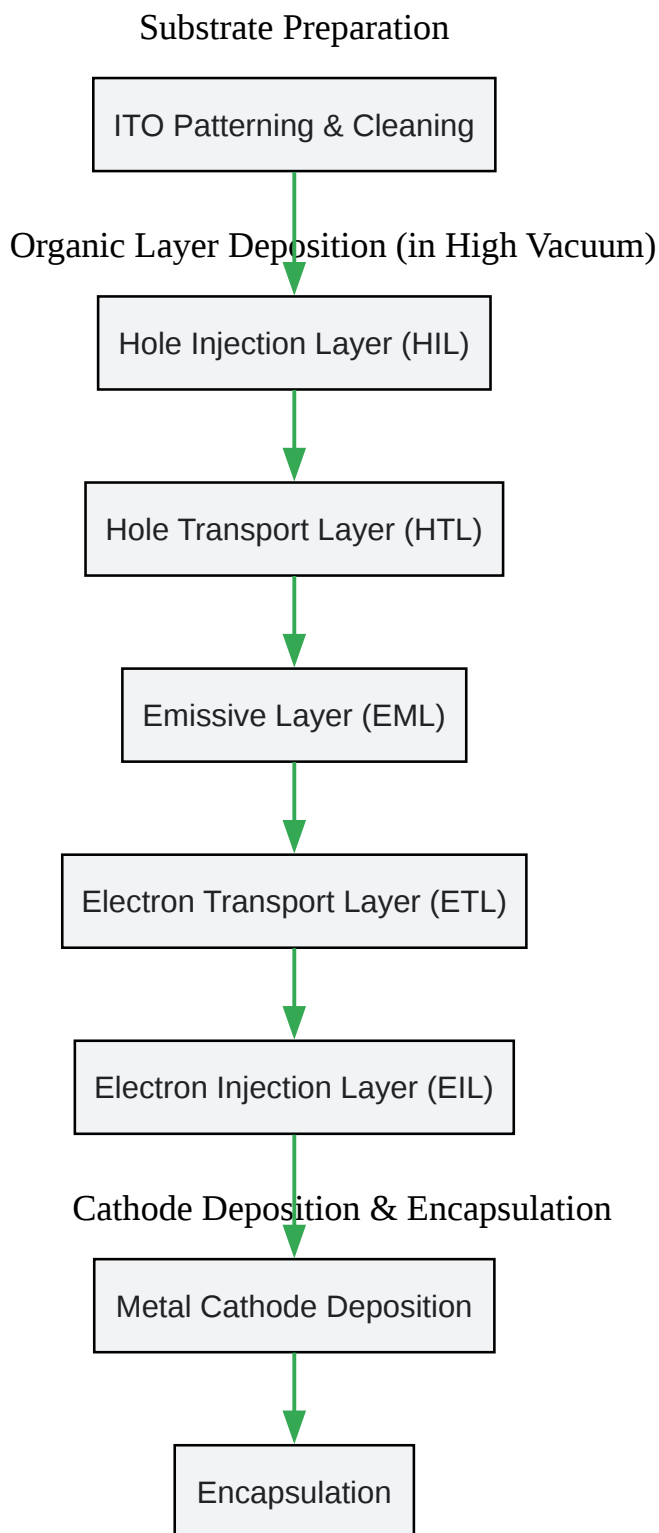 Substrate Preparation
ITO Patterning & Cleaning
Organic Layer Deposition (in High Vacuum)
Hole Injection Layer (HIL)
Hole Transport Layer (HTL)
Emissive Layer (EML)
Electron Transport Layer (ETL)
Electron Injection Layer (EIL)
Cathode Deposition & Encapsulation
Metal Cathode Deposition
Encapsulation